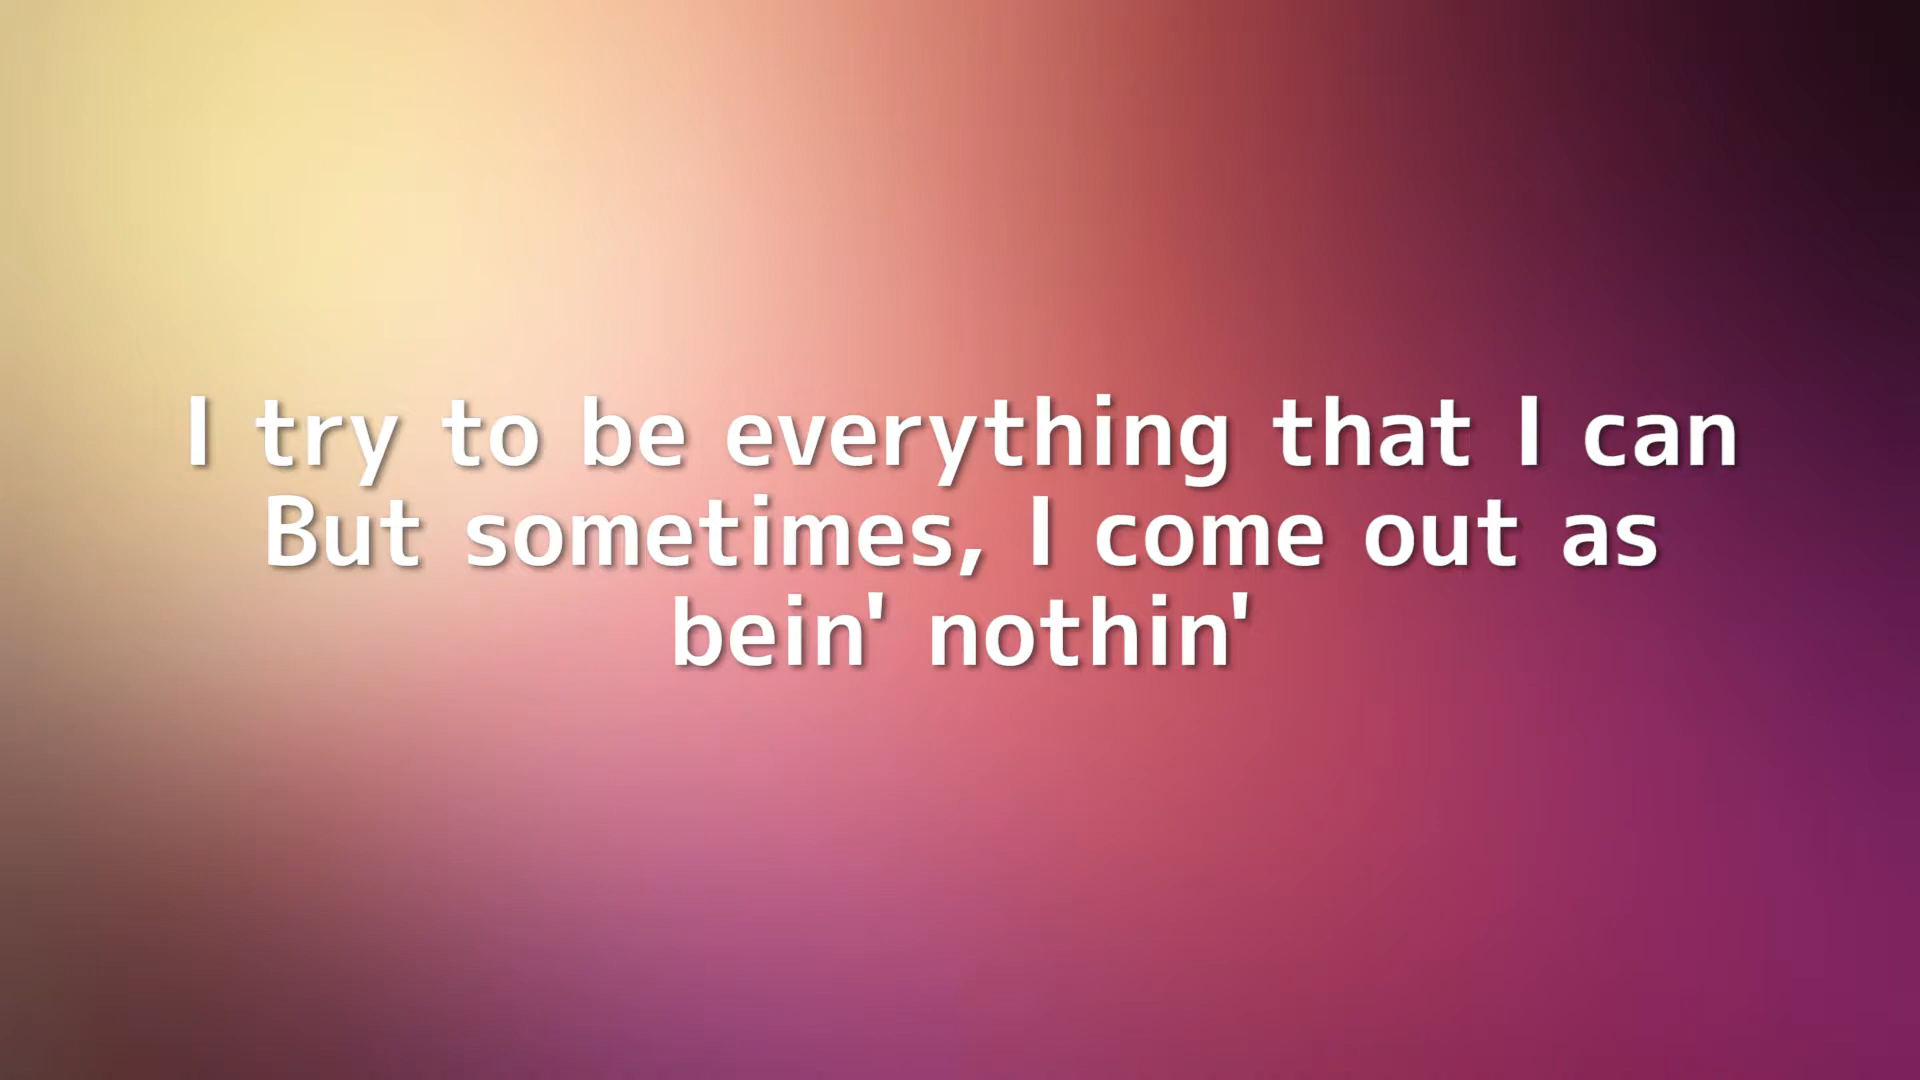 I try to be everything that I can
But sometimes, I come out as
bein' nothin'